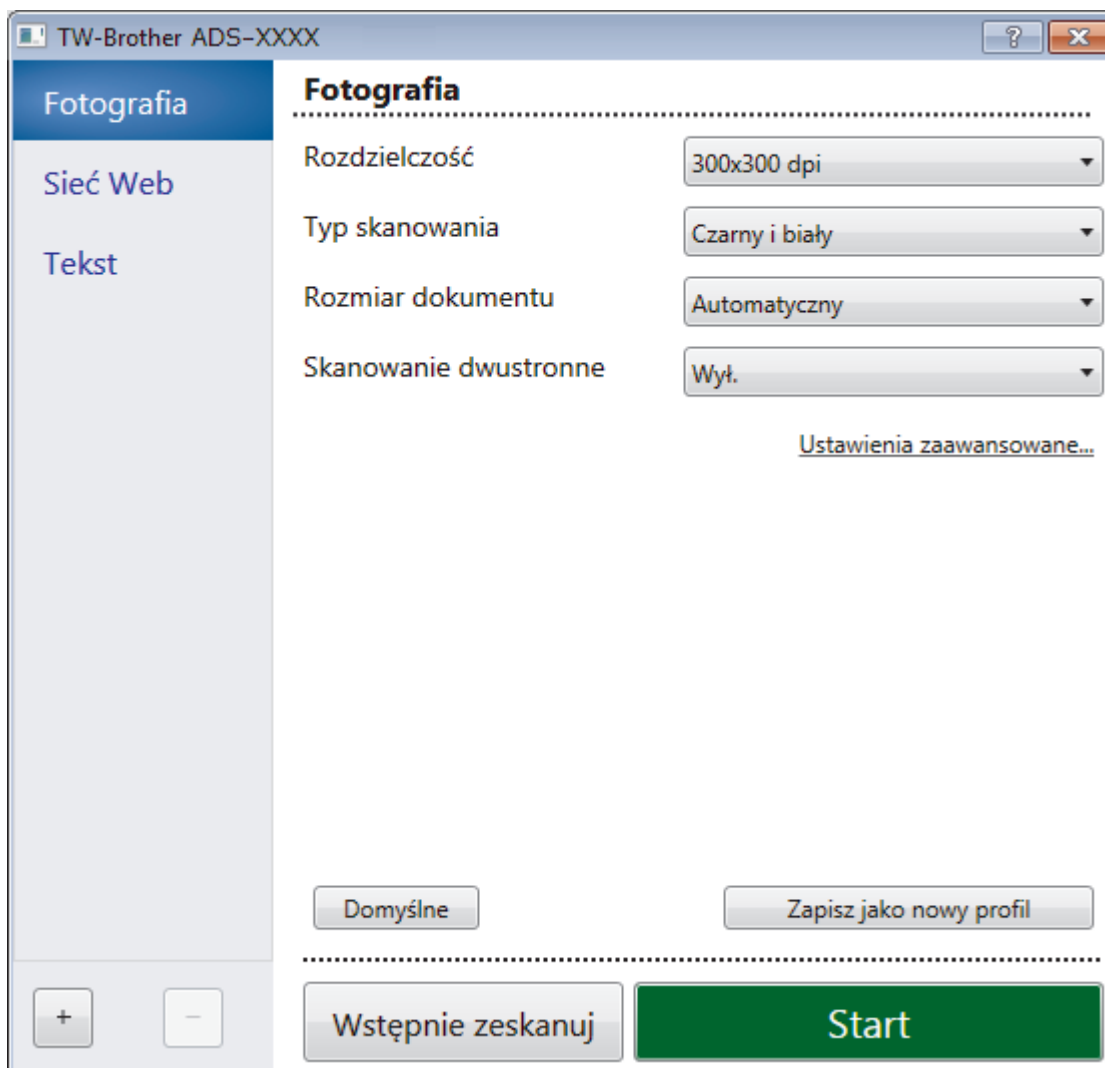 TW-Brother ADS-XXXX
Fotografia
Sieć Web
Tekst
Fotografia
Rozdzielczość 300x300 dpi
Typ skanowania Czarny i biały
Rozmiar dokumentu Automatyczny
Skanowanie dwustronne Wył.
Ustawienia zaawansowane...
Domyślne Zapisz jako nowy profil
+ − Wstępnie zeskanuj Start